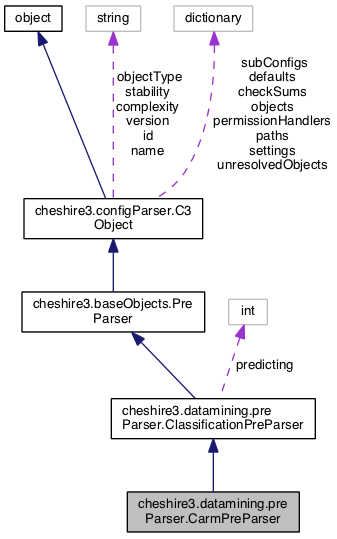 object
string
dictionary
objectType
stability
complexity
version
id
name
subConfigs
defaults
checkSums
objects
permissionHandlers
paths
settings
unresolvedObjects
cheshire3.configParser.C3
Object
cheshire3.baseObjects.Pre
Parser
int
predicting
cheshire3.datamining.pre
Parser.ClassificationPreParser
cheshire3.datamining.pre
Parser.CarmPreParser